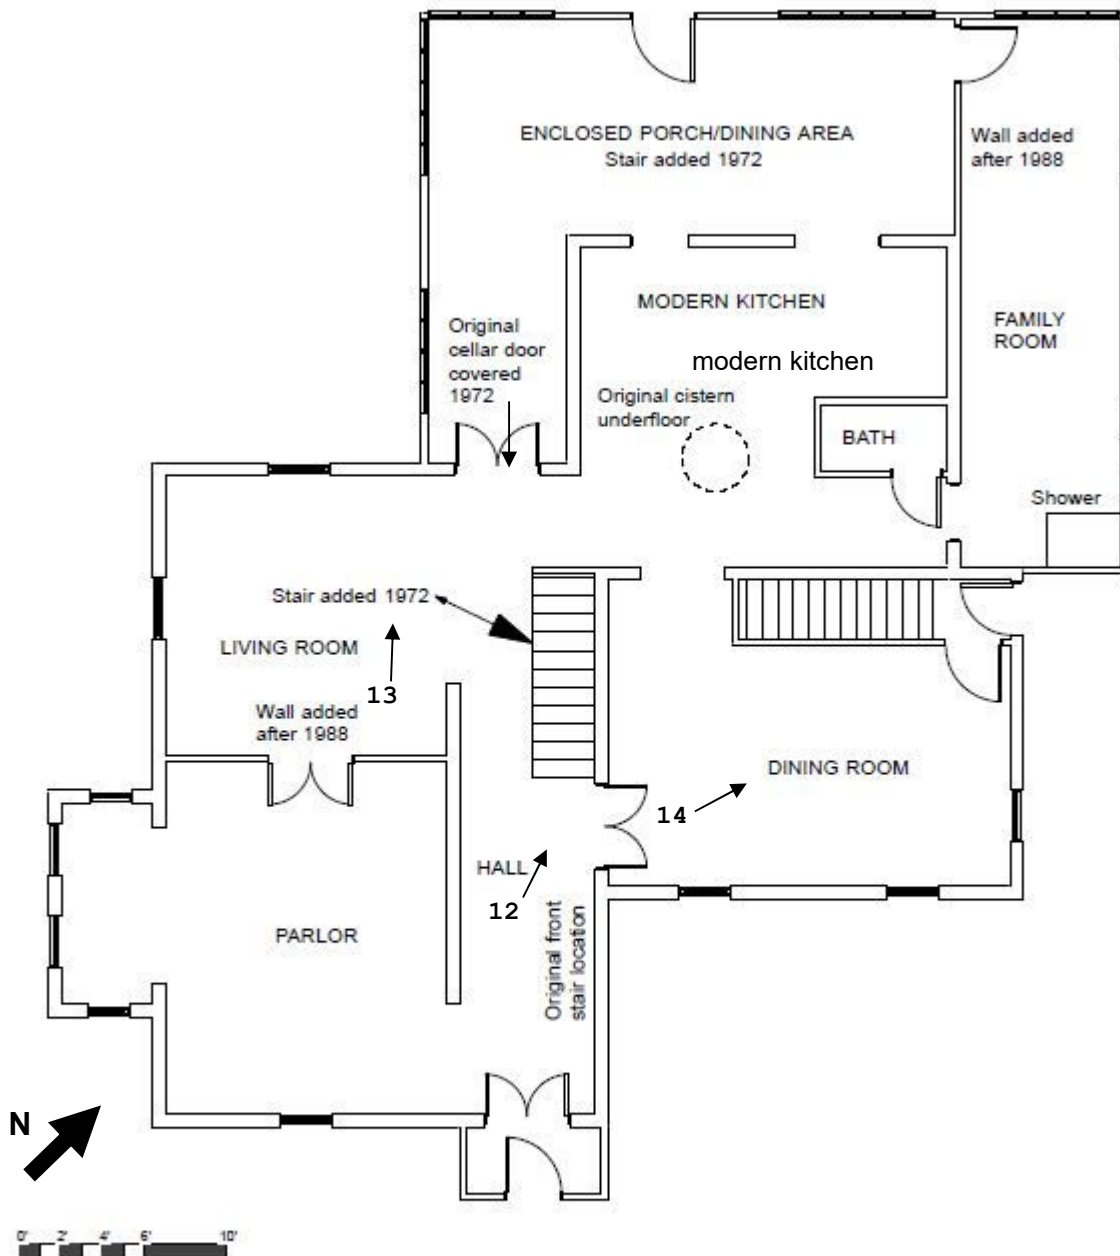 ENCLOSED PORCH/DINING AREA
Stair added 1972
Wall added
after 1988
MODERN KITCHEN
FAMILY
ROOM
Original
cellar door
covered
1972
modern kitchen
Original cistern
underfloor
BATH
Shower
Stair added 1972
LIVING ROOM
13
Wall added
after 1988
DINING ROOM
14
HALL
12
Original front
stair location
PARLOR
N
0' 2' 4' 6' 10'